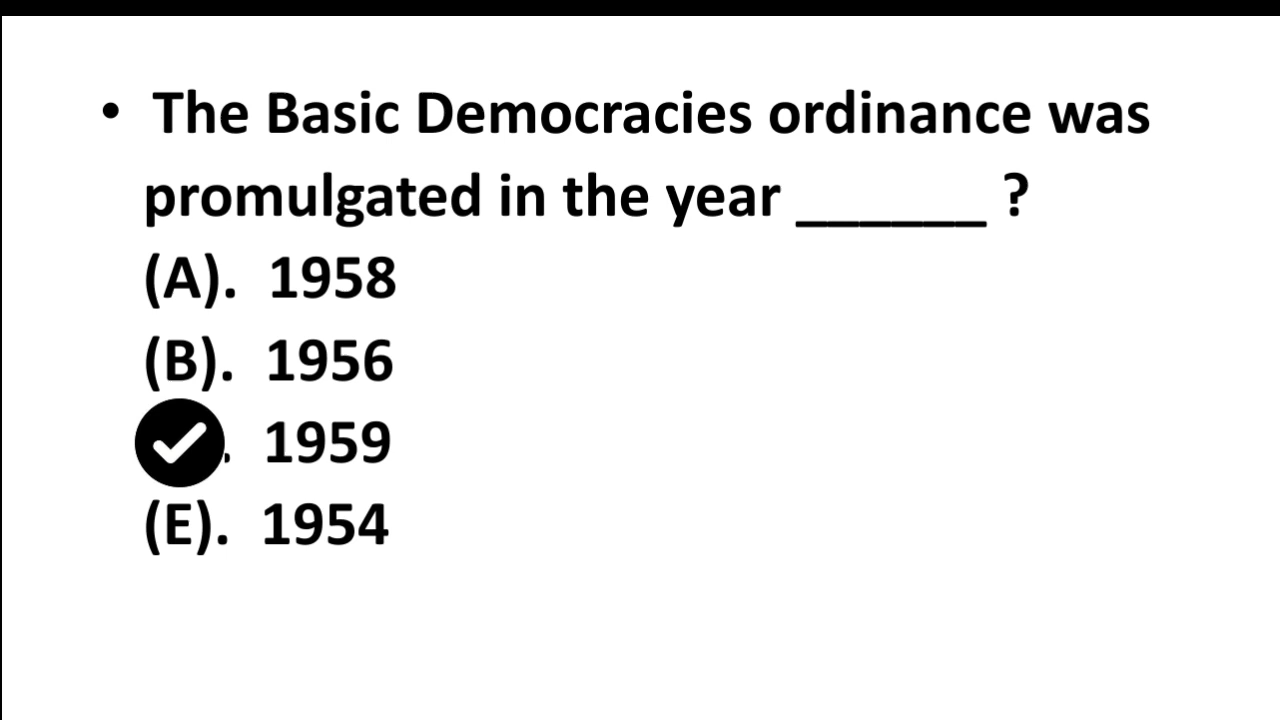 • The Basic Democracies ordinance was
promulgated in the year ______ ?
(A). 1958
(B). 1956
. 1959
(E). 1954